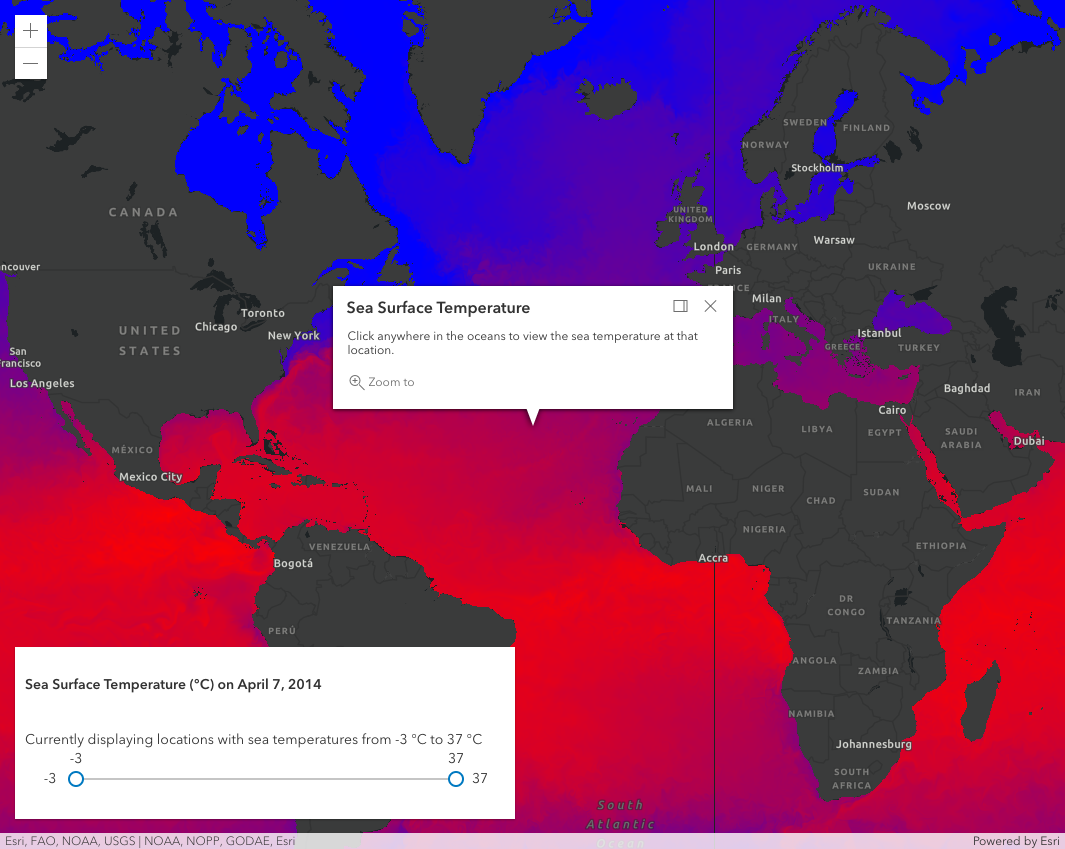 +
−
SWEDEN
FINLAND
NORWAY
Stockholm
CANADA
UNITED
KINGDOM
Moscow
London
GERMANY
Warsaw
ncouver
Paris
UKRAINE
Sea Surface Temperature
Click anywhere in the oceans to view the sea temperature at that
location.
Zoom to
Milan
ITALY
Toronto
Chicago
New York
UNITED
STATES
Istanbul
GREECE
TURKEY
San
Francisco
Los Angeles
Baghdad
IRAN
Cairo
ALGERIA
LIBYA
EGYPT
SAUDI
ARABIA
Dubai
MÉXICO
Mexico City
MALI
NIGER
CHAD
SUDAN
NIGERIA
ETHIOPIA
VENEZUELA
Bogotá
Accra
DR
CONGO
TANZANIA
PERÚ
ANGOLA
ZAMBIA
NAMIBIA
Johannesburg
SOUTH
AFRICA
Sea Surface Temperature (°C) on April 7, 2014
Currently displaying locations with sea temperatures from -3 °C to 37 °C
-3 37
-3 37
South
Atlantic
Ocean
Esri, FAO, NOAA, USGS | NOAA, NOPP, GODAE, Esri
Powered by Esri